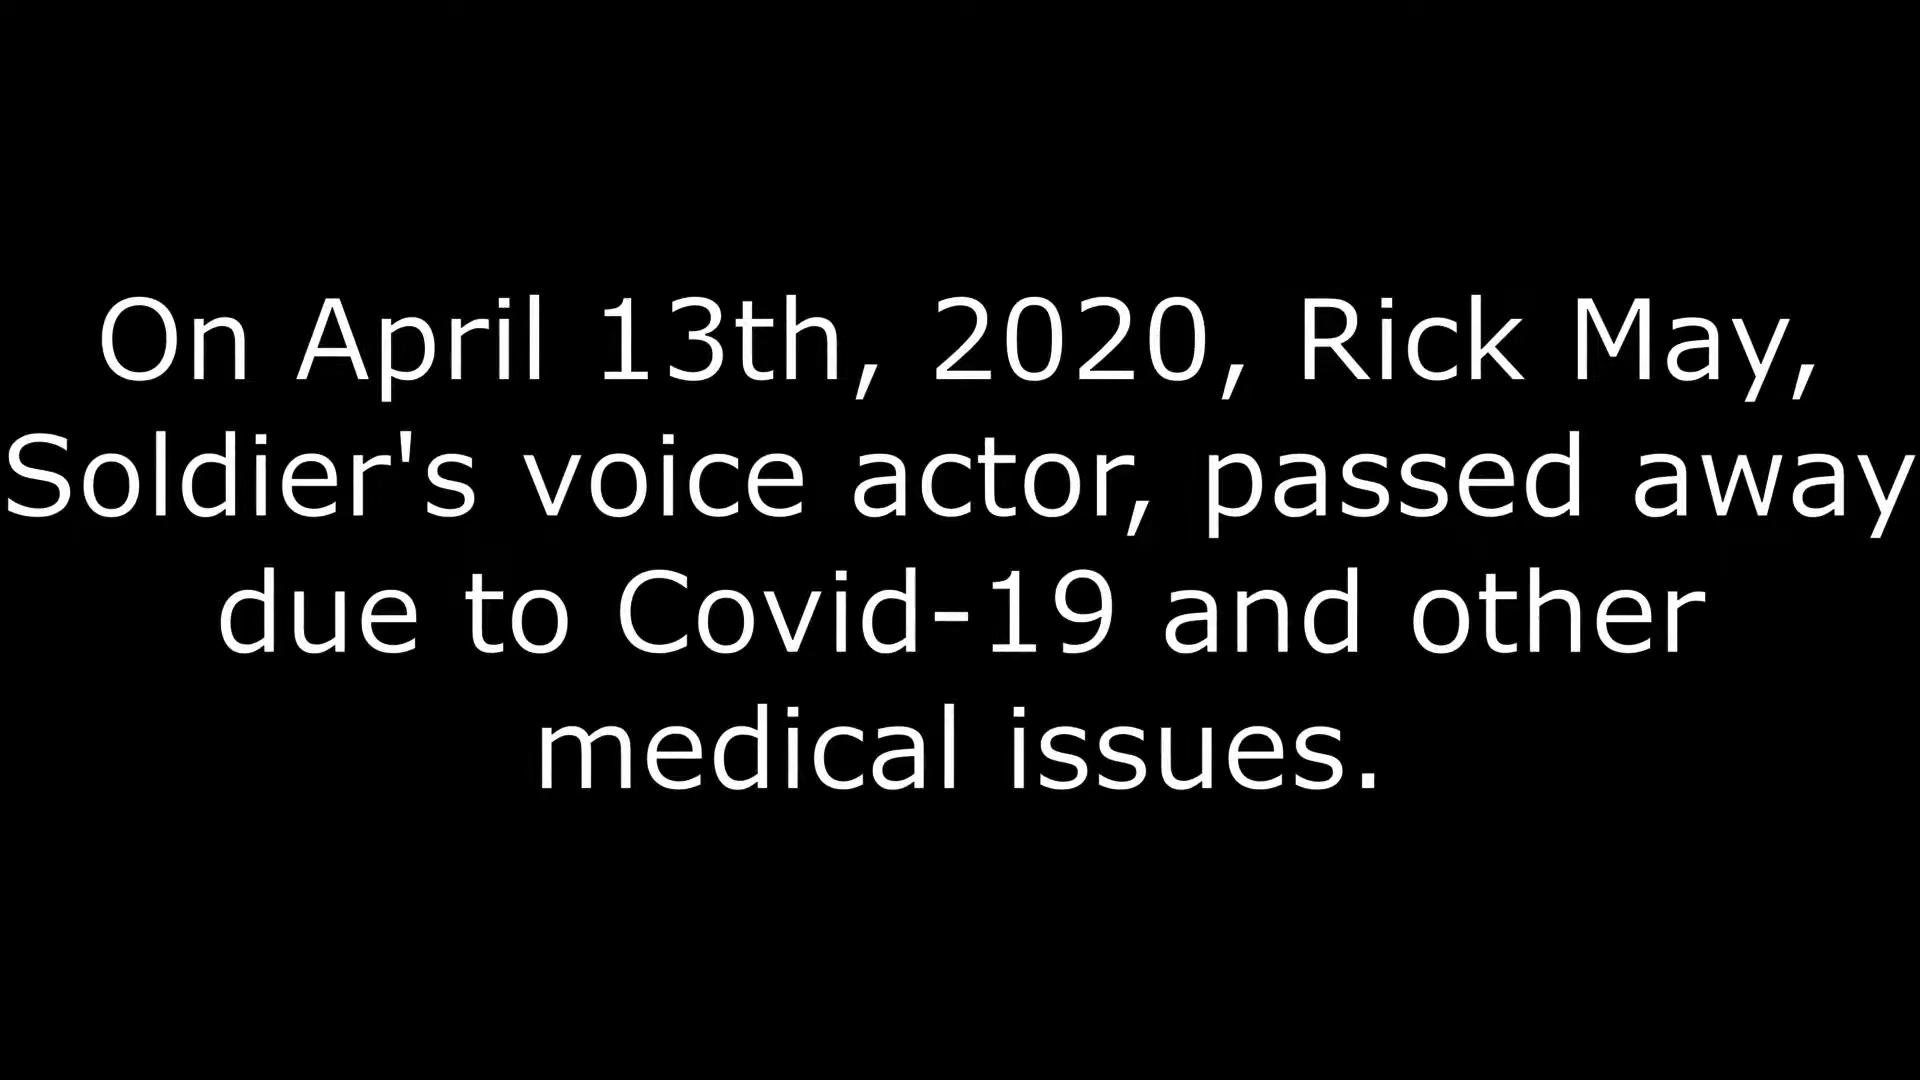 On April 13th, 2020, Rick May,
Soldier's voice actor, passed away
due to Covid-19 and other
medical issues.